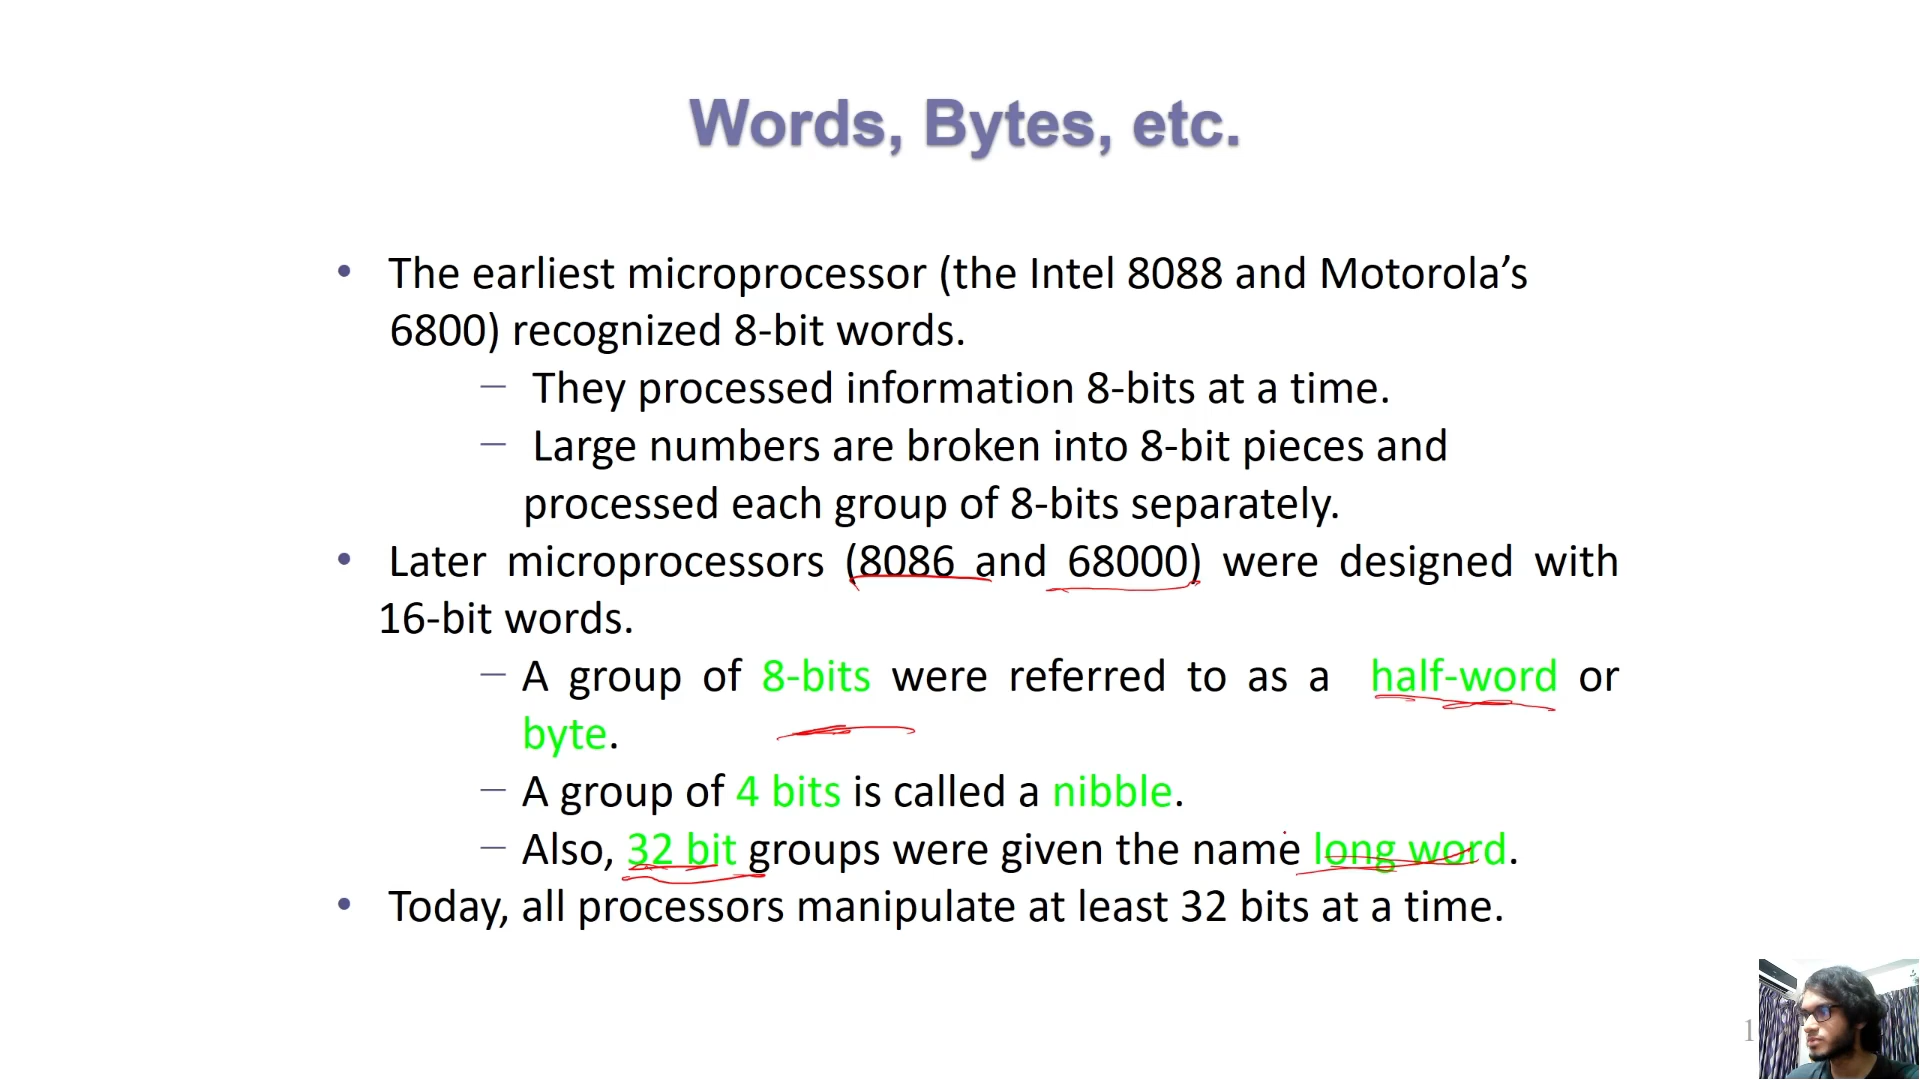 Words, Bytes, etc.
• The earliest microprocessor (the Intel 8088 and Motorola’s
6800) recognized 8-bit words.
– They processed information 8-bits at a time.
– Large numbers are broken into 8-bit pieces and
processed each group of 8-bits separately.
• Later microprocessors (8086 and 68000) were designed with
16-bit words.
– A group of 8-bits were referred to as a half-word or
byte.
– A group of 4 bits is called a nibble.
– Also, 32 bit groups were given the name long word.
• Today, all processors manipulate at least 32 bits at a time.